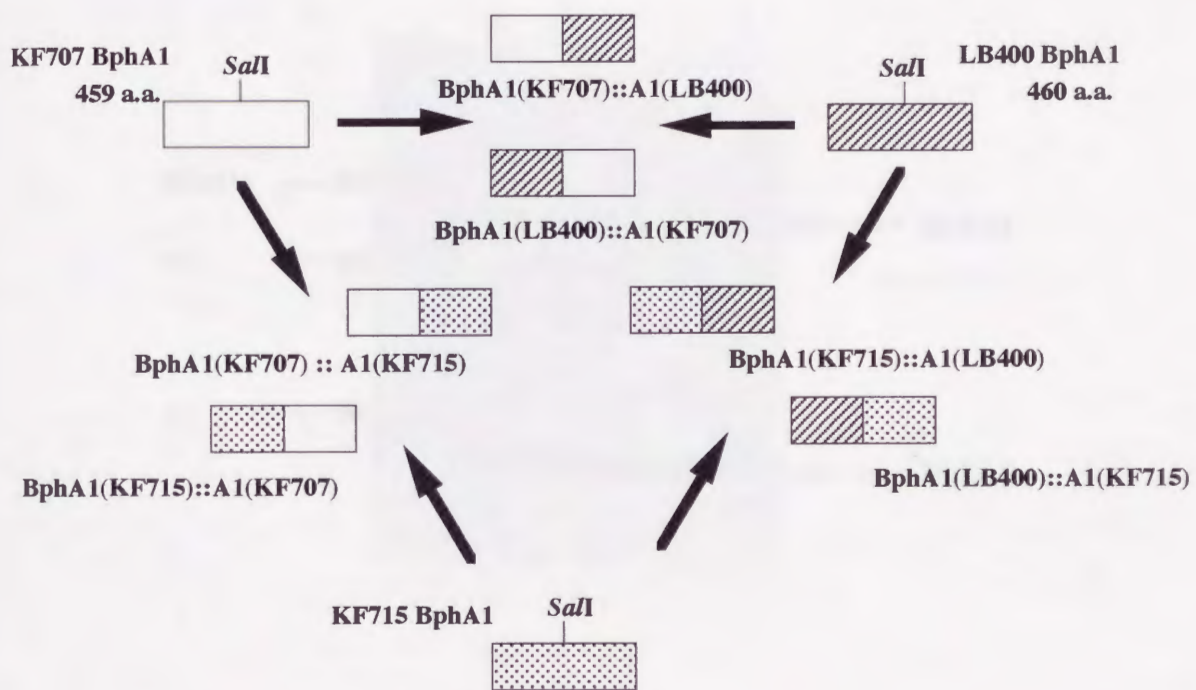 KF707 BphA1
459 a.a.
SalI
BphA1(KF707)::A1(LB400)
SalI
LB400 BphA1
460 a.a.
BphA1(LB400)::A1(KF707)
BphA1(KF707) :: A1(KF715)
BphA1(KF715)::A1(LB400)
BphA1(KF715)::A1(KF707)
BphA1(LB400)::A1(KF715)
KF715 BphA1
SalI